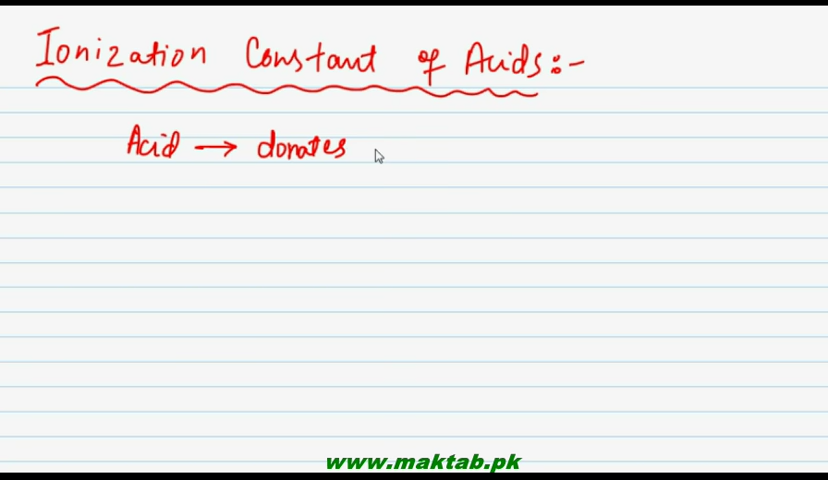 Ionization Constant of Acids:-
Acid → donates
www.maktab.pk